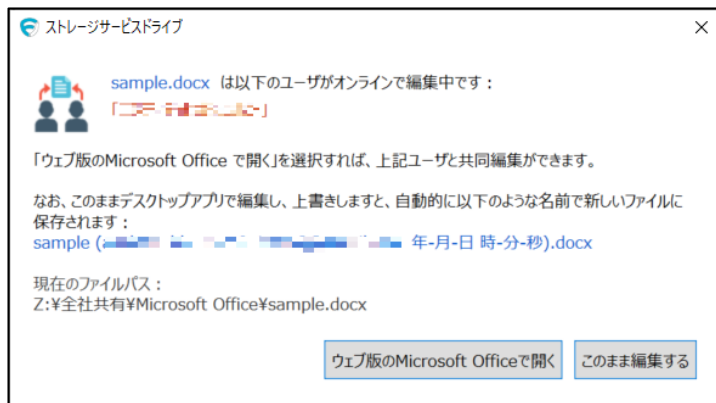 ストレージサービスドライブ
sample.docx は以下のユーザがオンラインで編集中です：
「ウェブ版のMicrosoft Office で開く」を選択すれば、上記ユーザと共同編集ができます。
なお、このままデスクトップアプリで編集し、上書きしますと、自動的に以下のような名前で新しいファイルに
保存されます：
sample ( 年-月-日 時-分-秒).docx
現在のファイルパス：
Z:¥全社共有¥Microsoft Office¥sample.docx
ウェブ版のMicrosoft Officeで開く
このまま編集する